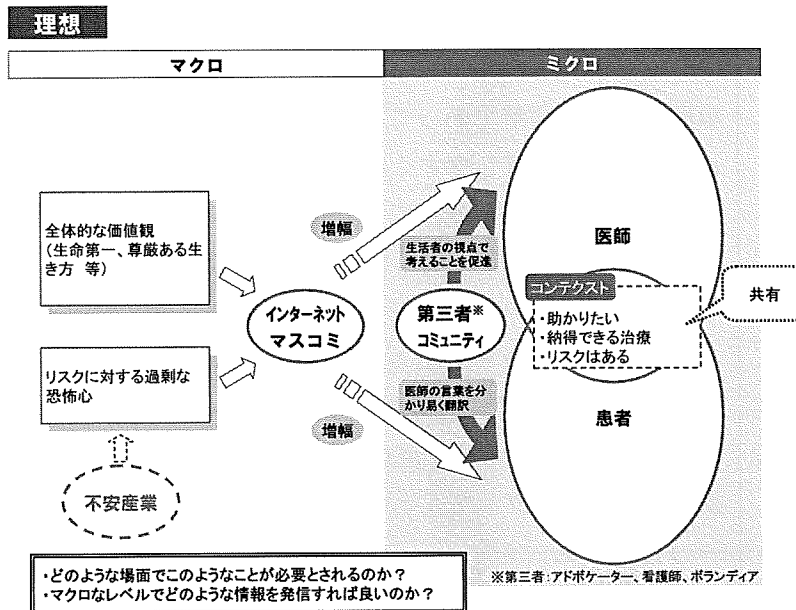 理想
マクロ
ミクロ
全体的な価値観
(生命第一、尊厳ある生
き方 等)
リスクに対する過剰な
恐怖心
不安産業
インターネット
マスコミ
増幅
増幅
生活者の視点で
考えることを促進
第三者※
コミュニティ
医師の言葉を分
かり易く翻訳
医師
コンテクスト
・助かりたい
・納得できる治療
・リスクはある
共有
患者
・どのような場面でこのようなことが必要とされるのか?
・マクロなレベルでどのような情報を発信すれば良いのか?
※第三者:アドボケーター、看護師、ボランティア